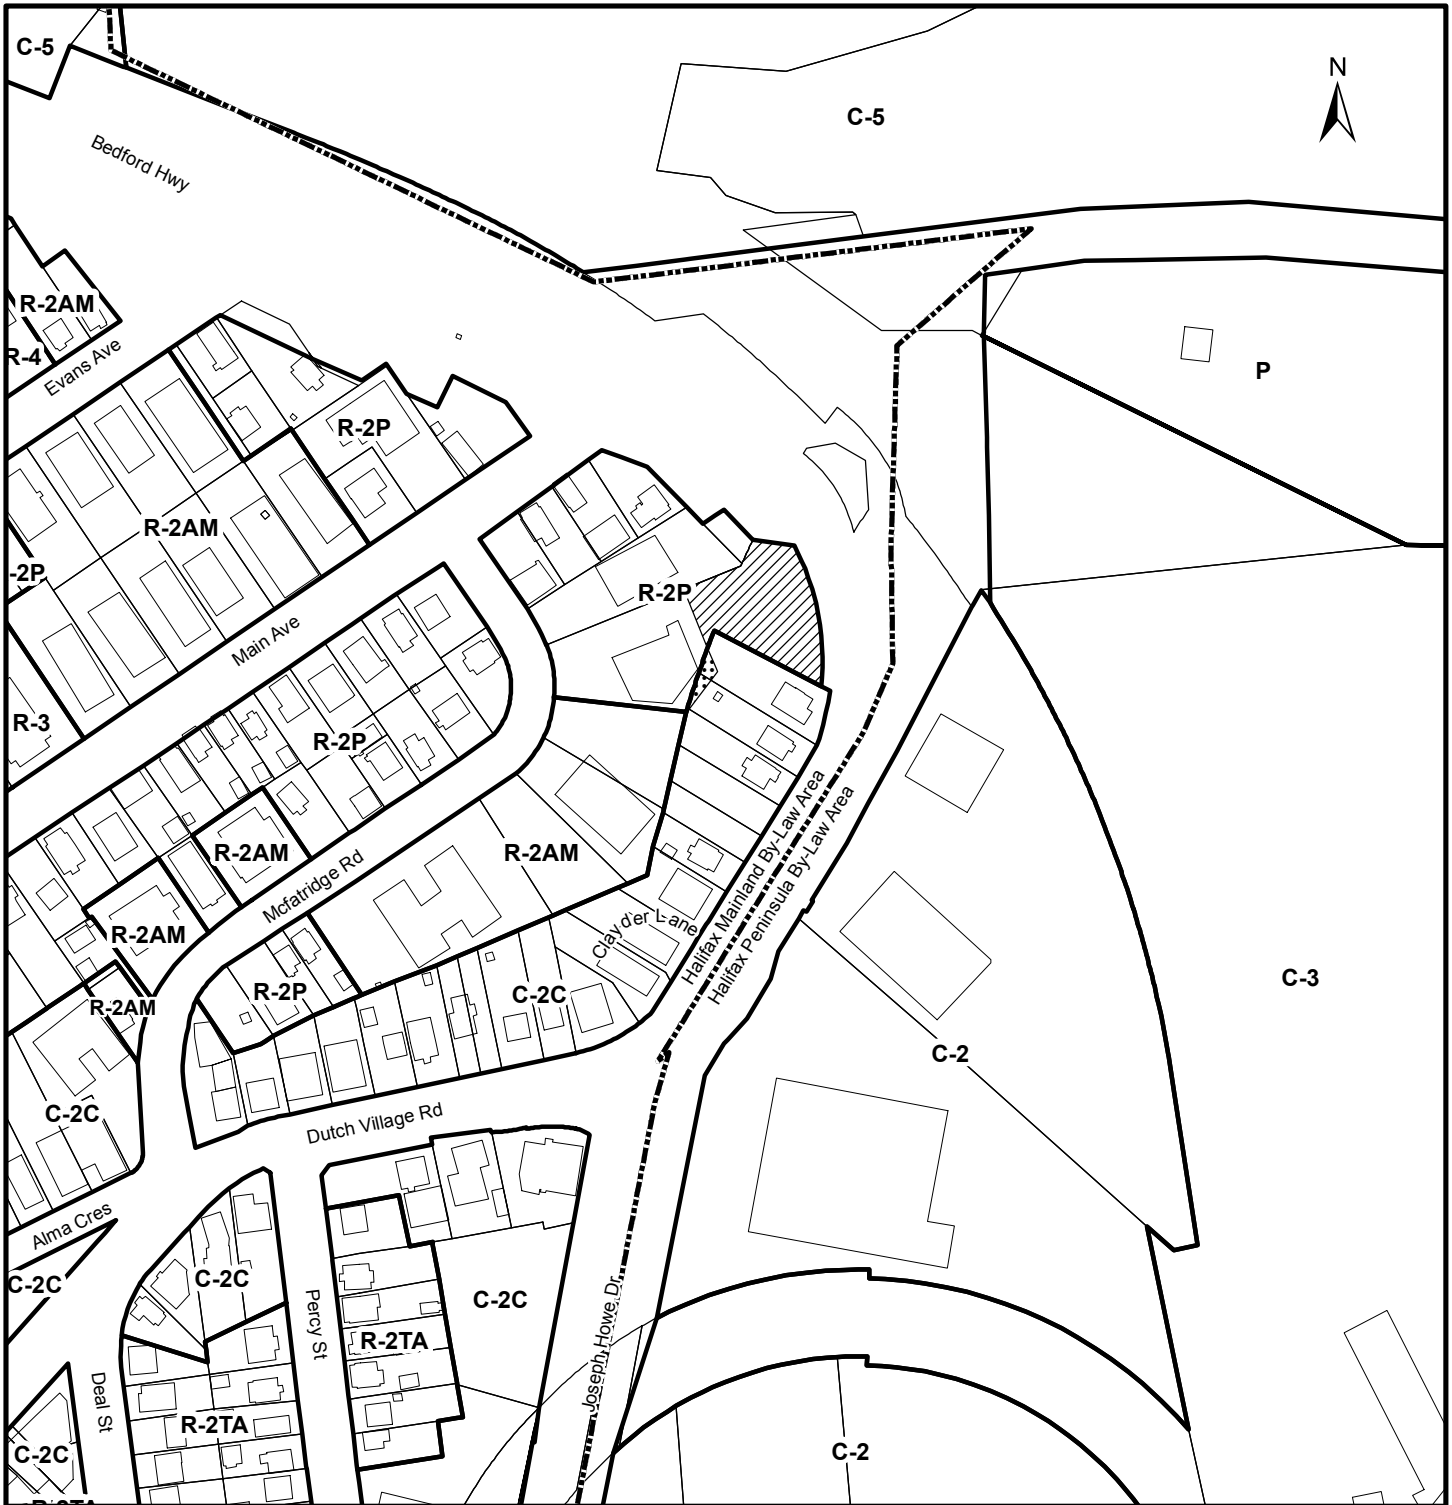 C-5
N
C-5
Bedford Hwy
R-2AM
R-4
Evans Ave
P
R-2P
R-2AM
-2P
R-2P
Main Ave
R-3
R-2P
Halifax Mainland By-Law Area
Halifax Peninsula By-Law Area
R-2AM
R-2AM
Mcfatridge Rd
Clayder Lane
R-2AM
C-3
R-2P
C-2C
R-2AM
C-2
C-2C
Dutch Village Rd
Alma Cres
C-2C
C-2C
C-2C
Percy St
Joseph Howe Dr
R-2TA
Deal St
R-2TA
C-2
C-2C
R-2TA